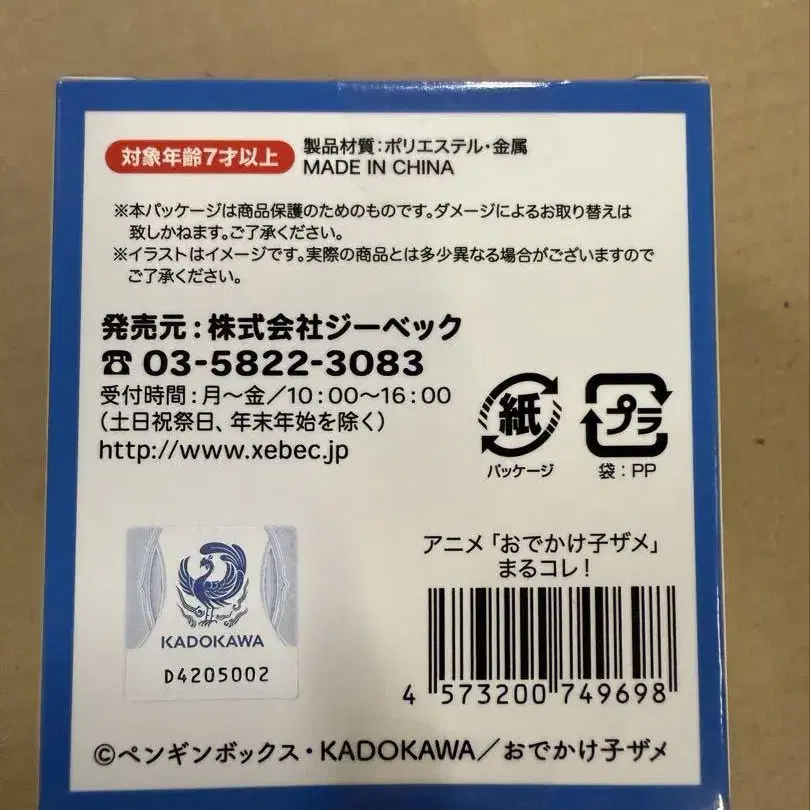 対象年齢7才以上
製品材質:ポリエステル・金属
MADE IN CHINA
※本パッケージは商品保護のためのものです。ダメージによるお取り替えは
致しかねます。ご了承ください。
※イラストはイメージです。実際の商品とは多少異なる場合がございますので
ご了承ください。
発売元:株式会社ジーベック
☎03-5822-3083
受付時間:月〜金/10:00〜16:00
(土日祝祭日、年末年始を除く)
http://www.xebec.jp
紙
パッケージ
プラ
袋:PP
KADOKAWA
D4205002
アニメ「おでかけ子ザメ」
まるコレ!
4 573200 749698
©ペンギンボックス・KADOKAWA/おでかけ子ザメ